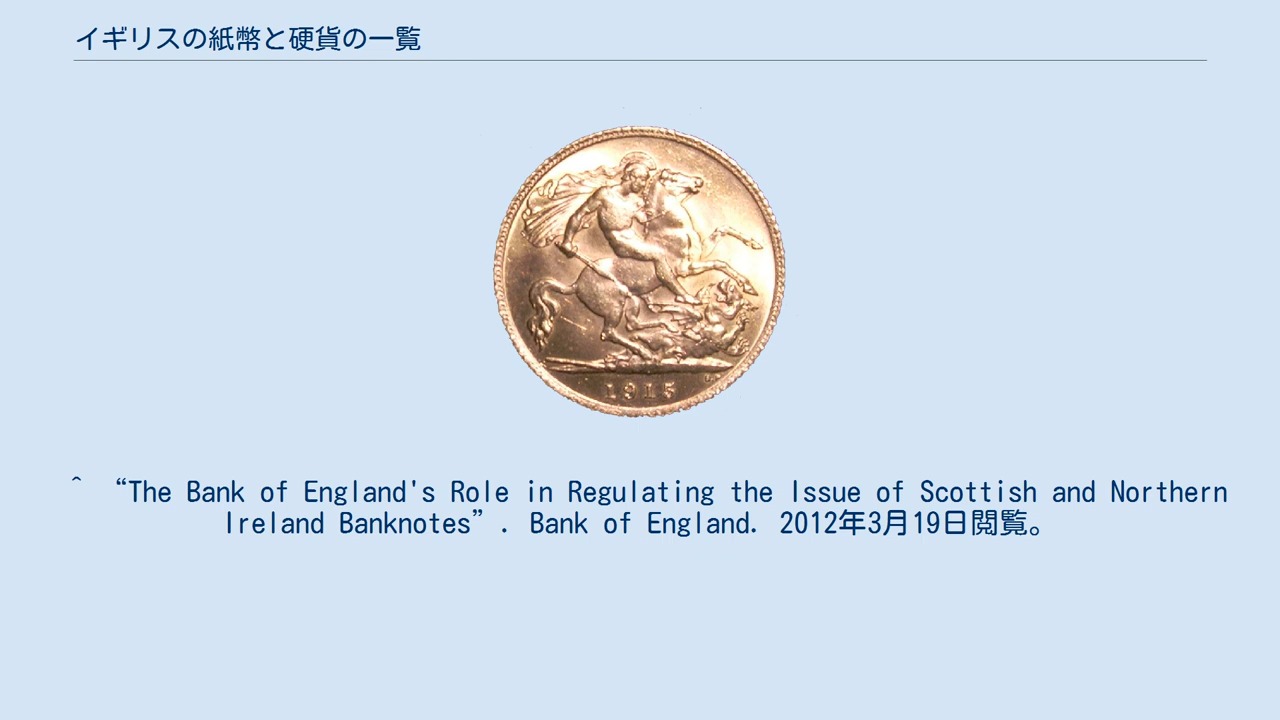 イギリスの紙幣と硬貨の一覧
1915
^ “The Bank of England's Role in Regulating the Issue of Scottish and Northern
Ireland Banknotes” . Bank of England. 2012年3月19日閲覧。